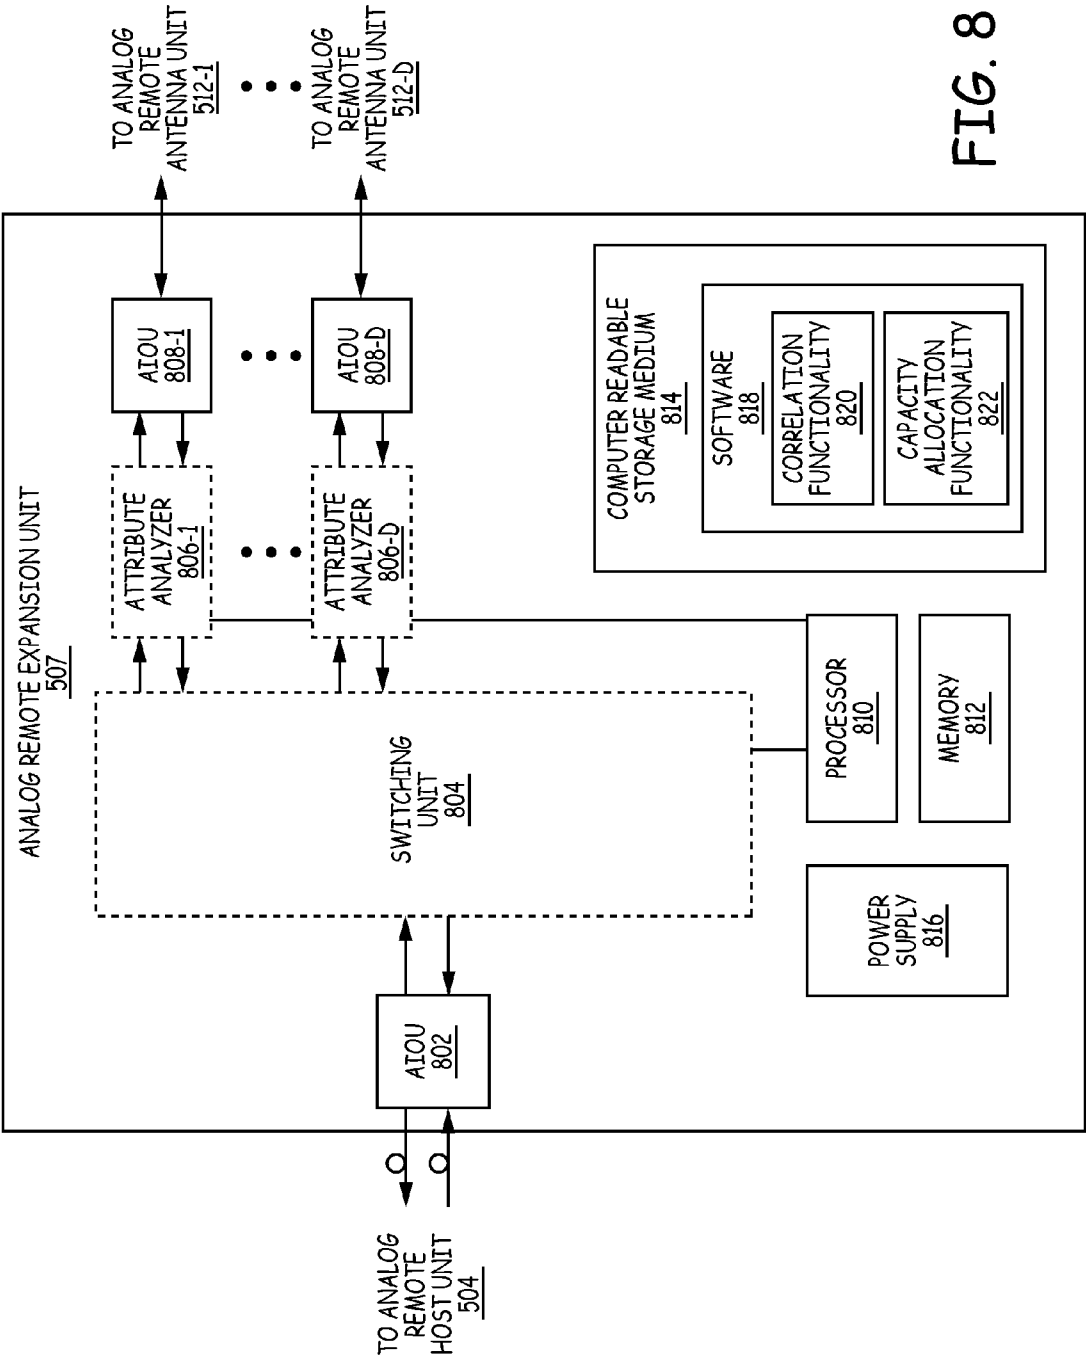 ANALOG REMOTE EXPANSION UNIT
507
TO ANALOG
REMOTE
HOST UNIT
504
AIOU
802
SWITCHING
UNIT
804
ATTRIBUTE
ANALYZER
806-1
ATTRIBUTE
ANALYZER
806-D
AIOU
808-1
AIOU
808-D
TO ANALOG
REMOTE
ANTENNA UNIT
512-1
TO ANALOG
REMOTE
ANTENNA UNIT
512-D
POWER
SUPPLY
816
PROCESSOR
810
MEMORY
812
COMPUTER READABLE
STORAGE MEDIUM
814
SOFTWARE
818
CORRELATION
FUNCTIONALITY
820
CAPACITY
ALLOCATION
FUNCTIONALITY
822
FIG. 8